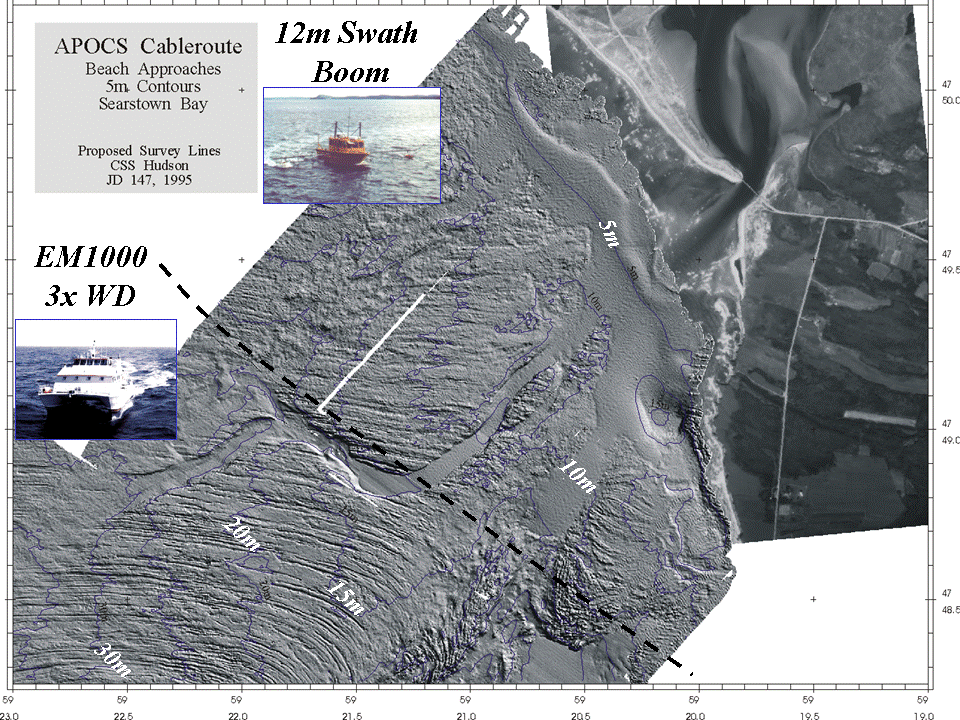 APOCS Cableroute
Beach Approaches
5m Contours
Searstown Bay
Proposed Survey Lines
CSS Hudson
JD 147, 1995
12m Swath
Boom
EM1000
3x WD
5m
5m
10m
10m
20m
15m
30m
47
50.0
47
49.5
47
49.0
47
48.5
59
23.0
59
22.5
59
22.0
59
21.5
59
21.0
59
20.5
59
20.0
59
19.5
59
19.0